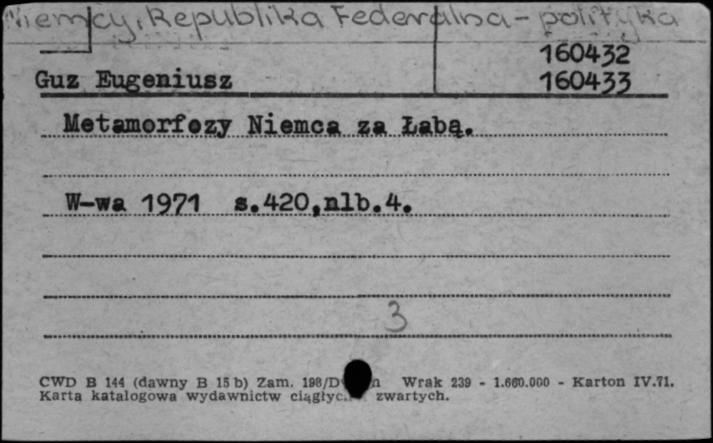 Niemcy, Republika Federalna - polityka
160432
Guz Eugeniusz 160433
Metamorfozy Niemca za Łabą.
W-wa 1971 s.420,nlb.4.
3
CWD B 144 (dawny B 15 b) Zam. 198/D Wrak 239 - 1.660.000 - Karton IV.71.
Karta katalogowa wydawnictw zwartych.